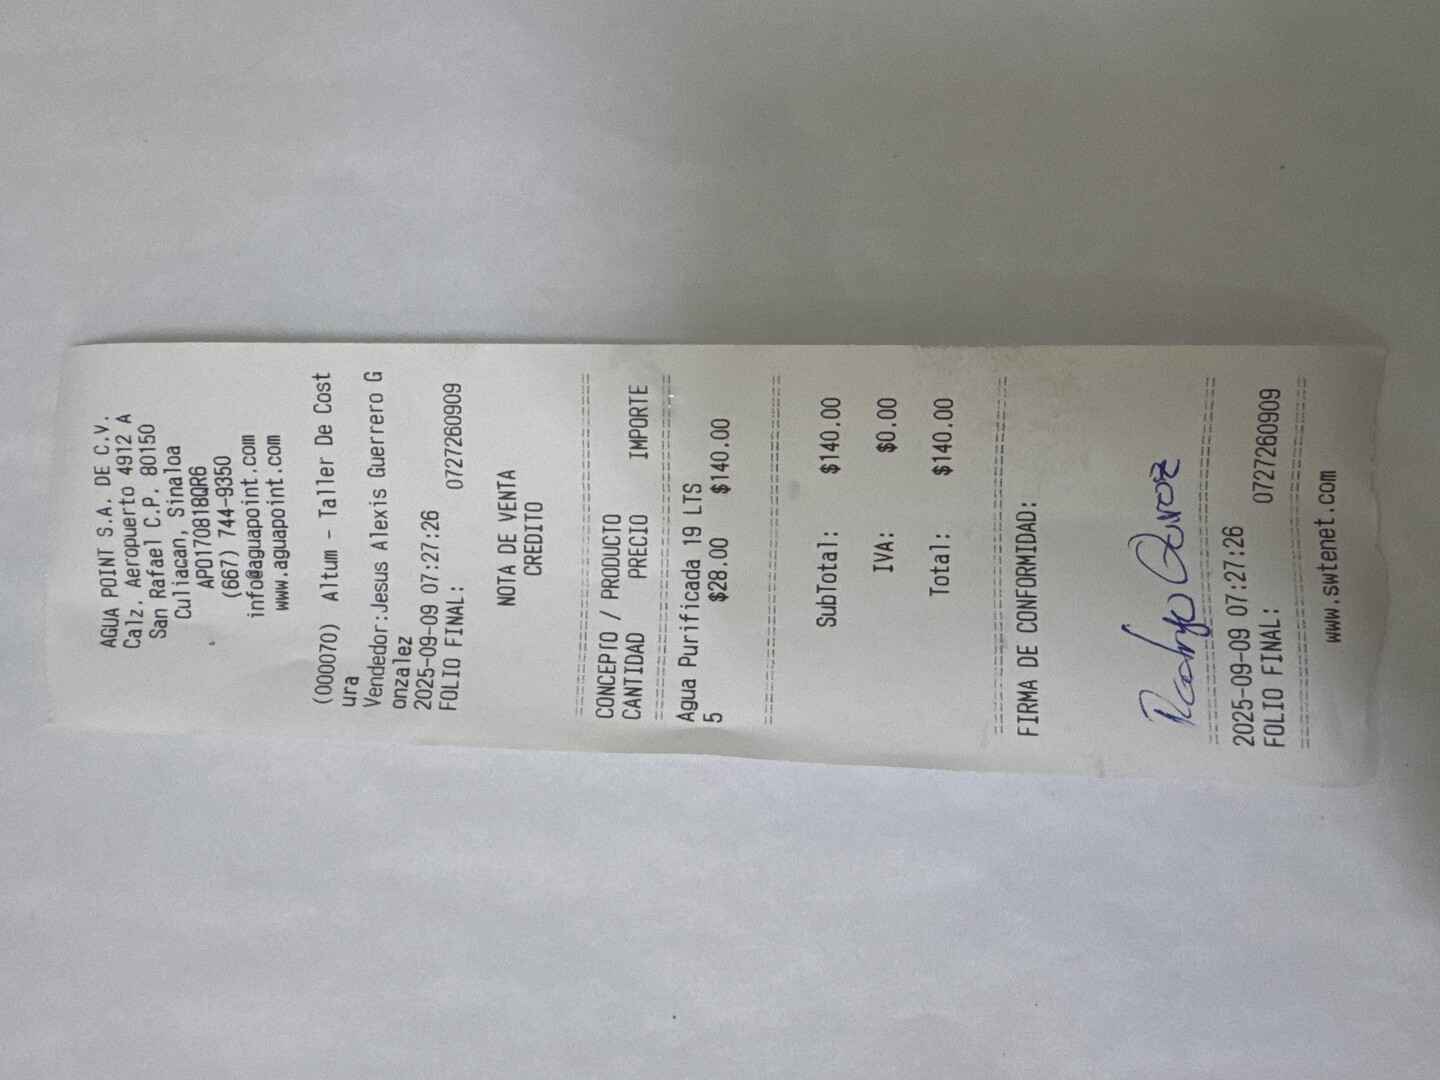 AGUA POINT S.A. DE C.V.
Calz. Aeropuerto 4912 A
San Rafael C.P. 80150
Culiacan, Sinaloa
APO170818QR6
(667) 744-9350
info@aguapoint.com
www.aguapoint.com
(000070) Altum - Taller De Cost
ura
Vendedor:Jesus Alexis Guerrero G
onzalez
2025-09-09 07:27:26
FOLIO FINAL: 0727260909
NOTA DE VENTA
CREDITO
CONCEPTO / PRODUCTO
CANTIDAD PRECIO IMPORTE
Agua Purificada 19 LTS
5 $28.00 $140.00
SubTotal: $140.00
IVA: $0.00
Total: $140.00
FIRMA DE CONFORMIDAD:
2025-09-09 07:27:26
FOLIO FINAL: 0727260909
www.swtenet.com